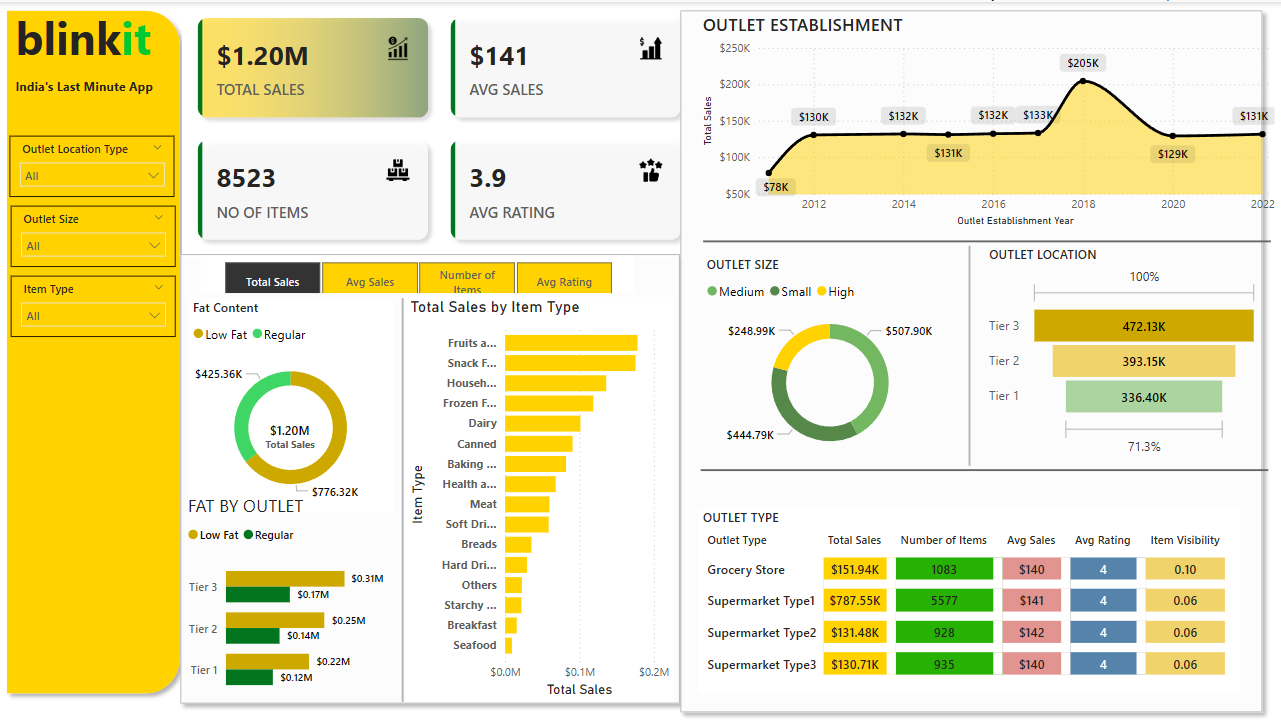 blinkit
India's Last Minute App
Outlet Location Type
All
Outlet Size
All
Item Type
All
$1.20M
TOTAL SALES
$141
AVG SALES
8523
NO OF ITEMS
3.9
AVG RATING
Total Sales
Avg Sales
Number of
Items
Avg Rating
Fat Content
Low Fat Regular
$425.36K
$1.20M
Total Sales
$776.32K
FAT BY OUTLET
Low Fat Regular
Tier 3 $0.31M
$0.17M
Tier 2 $0.25M
$0.14M
Tier 1 $0.22M
$0.12M
Total Sales by Item Type
Item Type
Fruits a...
Snack F...
Househ...
Frozen F...
Dairy
Canned
Baking ...
Health a...
Meat
Soft Dri...
Breads
Hard Dri...
Others
Starchy ...
Breakfast
Seafood
$0.0M $0.1M $0.2M
Total Sales
OUTLET ESTABLISHMENT
Total Sales
$250K
$200K
$150K
$100K
$50K
$78K
$130K
$132K
$131K
$132K
$133K
$205K
$129K
$131K
2012 2014 2016 2018 2020 2022
Outlet Establishment Year
OUTLET SIZE
Medium Small High
$248.99K
$507.90K
$444.79K
OUTLET LOCATION
100%
Tier 3 472.13K
Tier 2 393.15K
Tier 1 336.40K
71.3%
OUTLET TYPE
Outlet Type Total Sales Number of Items Avg Sales Avg Rating Item Visibility
Grocery Store $151.94K 1083 $140 4 0.10
Supermarket Type1 $787.55K 5577 $141 4 0.06
Supermarket Type2 $131.48K 928 $142 4 0.06
Supermarket Type3 $130.71K 935 $140 4 0.06